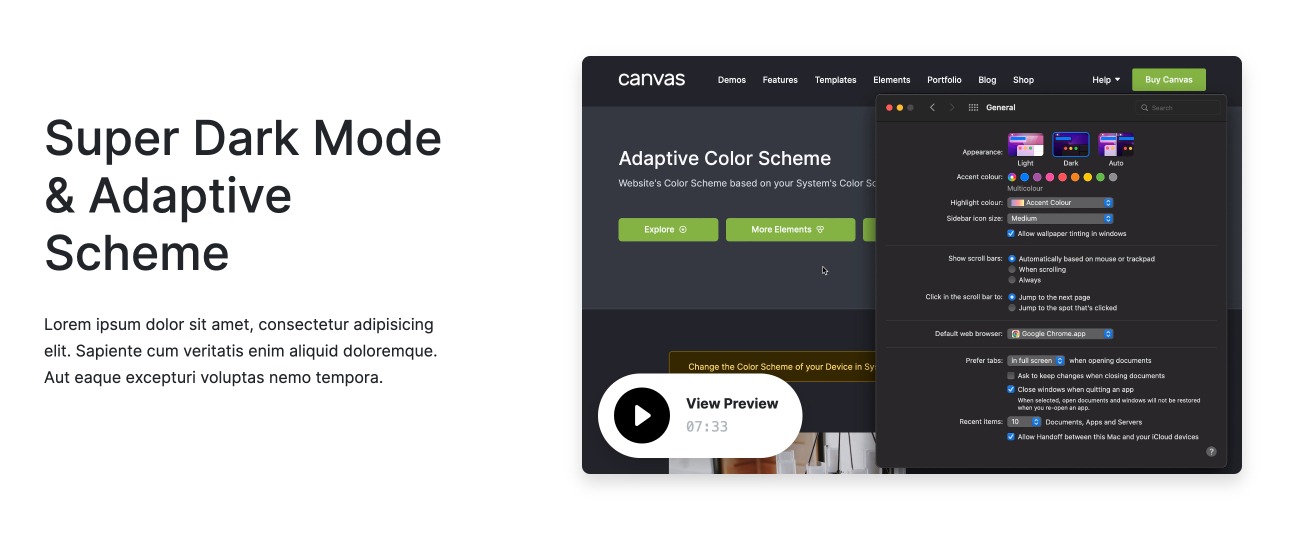 Super Dark Mode
& Adaptive
Scheme
Lorem ipsum dolor sit amet, consectetur adipisicing
elit. Sapiente cum veritatis enim aliquid doloremque.
Aut eaque excepturi voluptas nemo tempora.
canvas Demos Features Templates Elements Portfolio Blog Shop Help Buy Canvas
Adaptive Color Scheme
Website's Color Scheme based on your System's Color Sc
Explore More Elements
Change the Color Scheme of your Device in Sys
View Preview
07:33
General Search
Appearance:
Light Dark Auto
Accent colour:
Multicolour
Highlight colour: Accent Colour
Sidebar icon size: Medium
Allow wallpaper tinting in windows
Show scroll bars: Automatically based on mouse or trackpad
When scrolling
Always
Click in the scroll bar to: Jump to the next page
Jump to the spot that's clicked
Default web browser: Google Chrome.app
Prefer tabs: in full screen when opening documents
Ask to keep changes when closing documents
Close windows when quitting an app
When selected, open documents and windows will not be restored
when you re-open an app.
Recent items: 10 Documents, Apps and Servers
Allow Handoff between this Mac and your iCloud devices
?